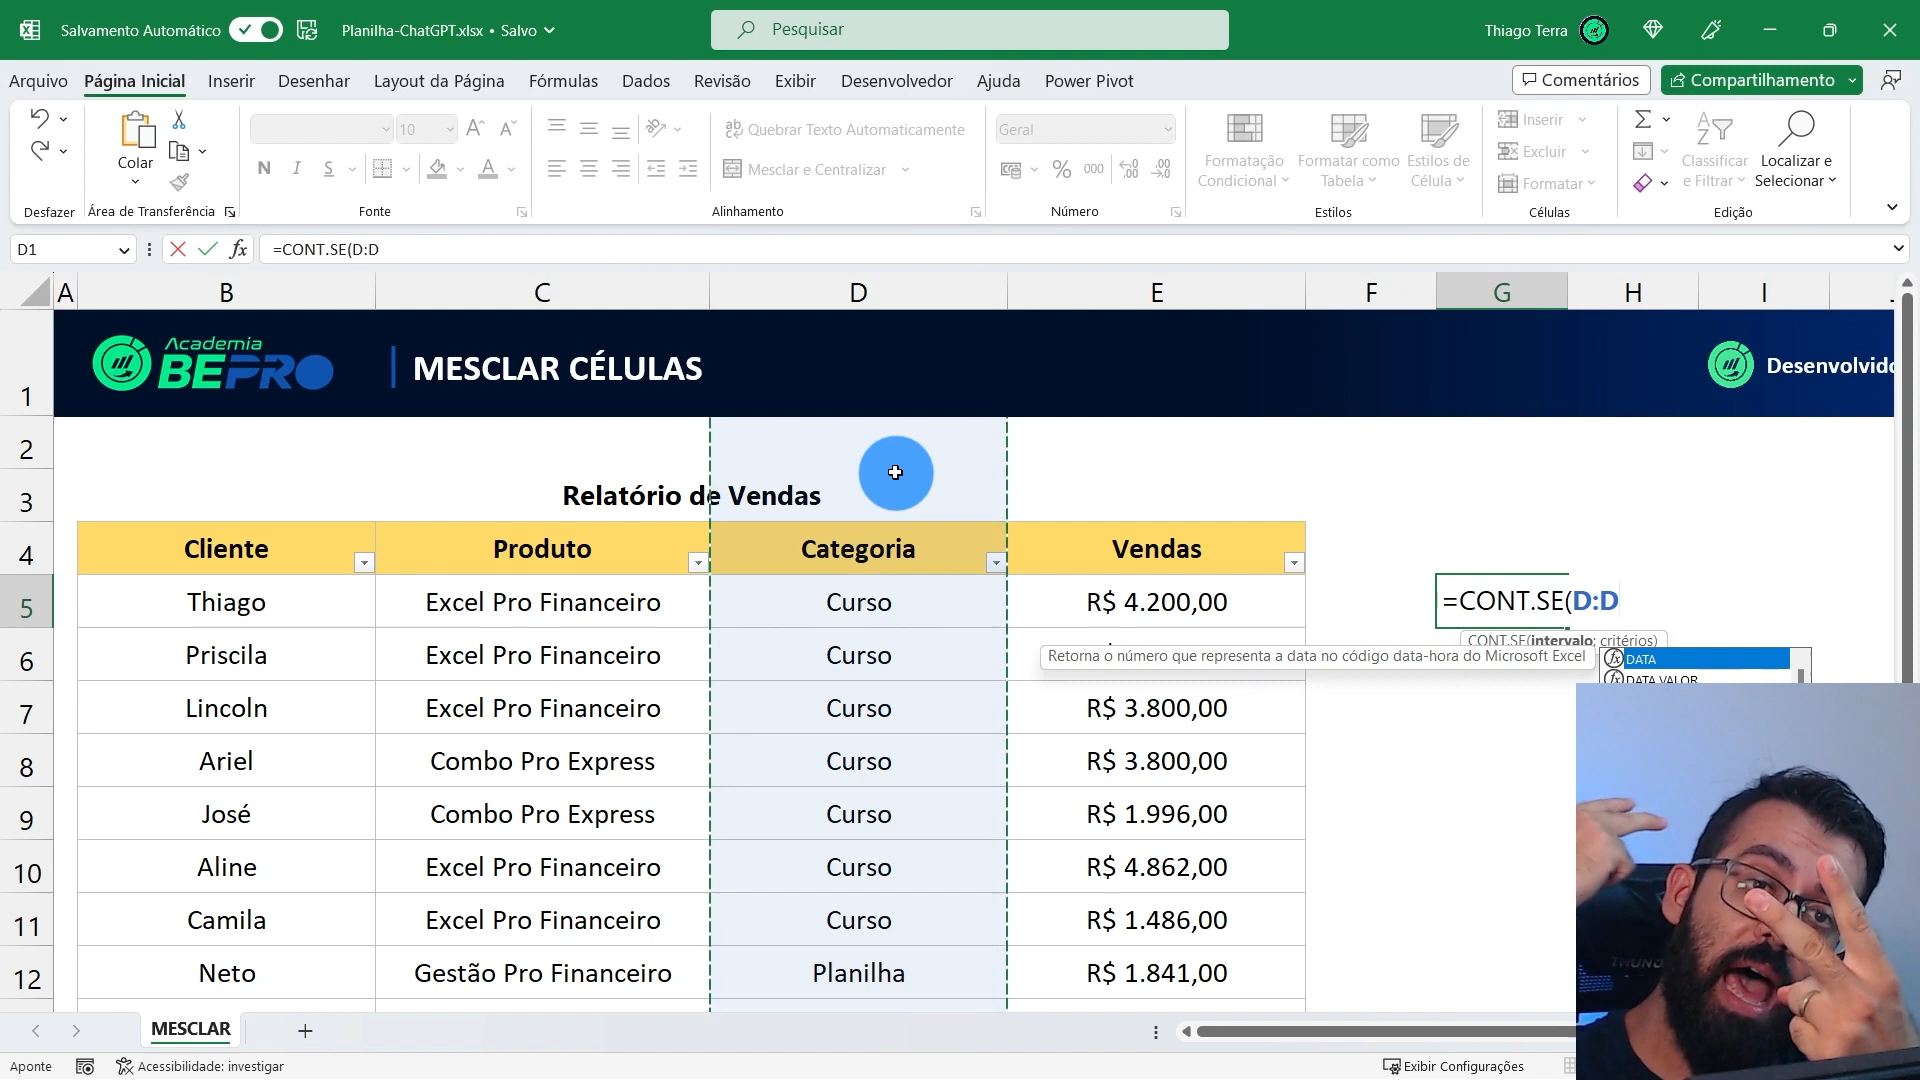 Salvamento Automático
Planilha-ChatGPT.xlsx • Salvo
Pesquisar
Thiago Terra
Arquivo Página Inicial Inserir Desenhar Layout da Página Fórmulas Dados Revisão Exibir Desenvolvedor Ajuda Power Pivot
Comentários Compartilhamento
Colar
Desfazer
Área de Transferência
10
N I S
Fonte
ab Quebrar Texto Automaticamente
Mesclar e Centralizar
Alinhamento
Geral
% 000
Número
Formatação Condicional
Formatar como Tabela
Estilos de Célula
Estilos
Inserir
Excluir
Formatar
Células
Classificar e Filtrar
Localizar e Selecionar
Edição
D1 fx =CONT.SE(D:D
A B C D E F G H I
1 Academia BEPRO | MESCLAR CÉLULAS
2
3 Relatório de Vendas
4 Cliente Produto Categoria Vendas
5 Thiago Excel Pro Financeiro Curso R$ 4.200,00 =CONT.SE(D:D
CONT.SE(intervalo; critérios)
Retorna o número que representa a data no código data-hora do Microsoft Excel
DATA
DATA.VALOR
6 Priscila Excel Pro Financeiro Curso
7 Lincoln Excel Pro Financeiro Curso R$ 3.800,00
8 Ariel Combo Pro Express Curso R$ 3.800,00
9 José Combo Pro Express Curso R$ 1.996,00
10 Aline Excel Pro Financeiro Curso R$ 4.862,00
11 Camila Excel Pro Financeiro Curso R$ 1.486,00
12 Neto Gestão Pro Financeiro Planilha R$ 1.841,00
MESCLAR
Aponte
Acessibilidade: investigar
Exibir Configurações